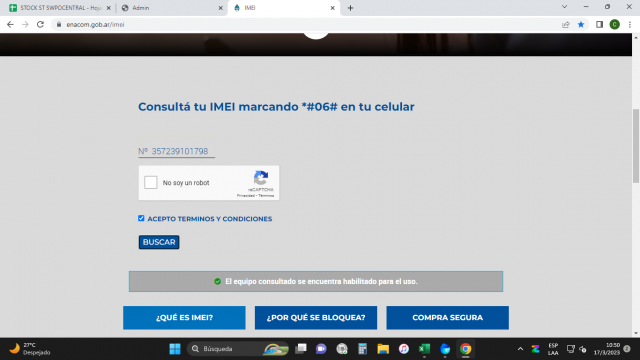 STOCK ST SWPOCENTRAL - Hoja
Admin
IMEI
enacom.gob.ar/imei
C
Consultá tu IMEI marcando *#06# en tu celular
Nº 357239101798
No soy un robot
reCAPTCHA
Privacidad - Términos
ACEPTO TERMINOS Y CONDICIONES
BUSCAR
El equipo consultado se encuentra habilitado para el uso.
¿QUÉ ES IMEI?
¿POR QUÉ SE BLOQUEA?
COMPRA SEGURA
27°C
Despejado
Búsqueda
ESP
LAA
10:50
17/3/2023